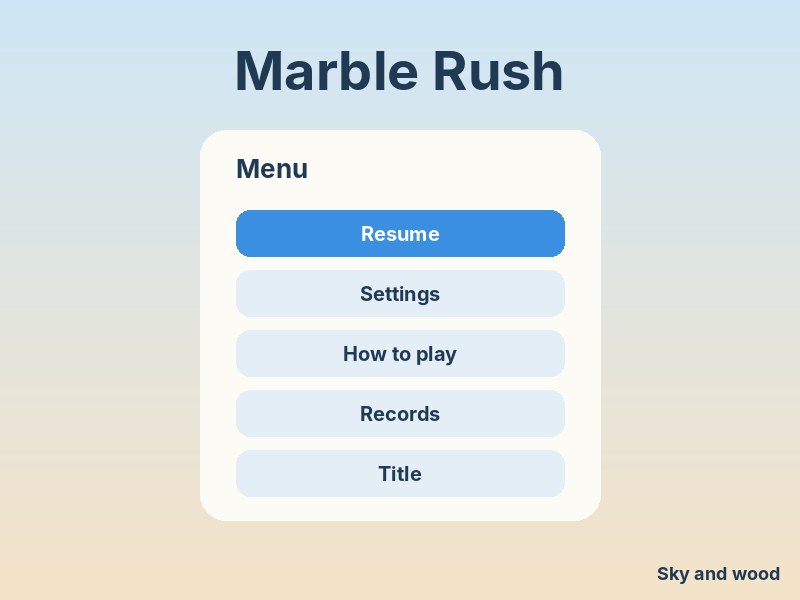 Marble Rush
Menu
Resume
Settings
How to play
Records
Title
Sky and wood